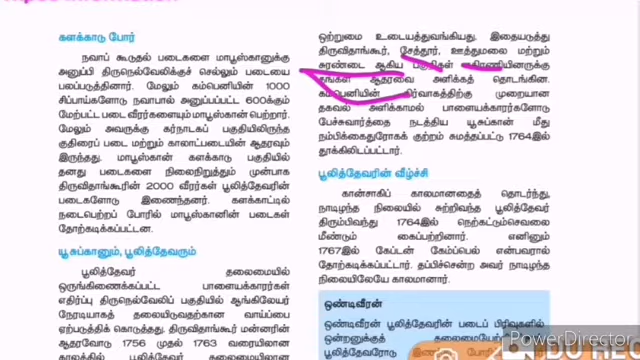 களக்காடு போர்
நவாப் கூடுதல் படைகளை மாபூஸ்கானுக்கு
அனுப்பி திருநெல்வேலிக்குச் செல்லும் படையை
பலப்படுத்தினார். மேலும் கம்பெனியின் 1000
சிப்பாய்களோடு நவாபால் அனுப்பப்பட்ட 600க்கும்
மேற்பட்ட படை வீரர்களையும் மாபூஸ்கான் பெற்றார்.
மேலும் அவருக்கு கர்நாடகப் பகுதியிலிருந்த
குதிரைப் படை மற்றும் காலாட்படையின் ஆதரவும்
இருந்தது. மாபூஸ்கான் களக்காடு பகுதியில்
தனது படைகளை நிலைநிறுத்தும் முன்பாக
திருவிதாங்கூரின் 2000 வீரர்கள் பூலித்தேவரின்
படைகளோடு இணைந்தனர். களக்காட்டில்
நடைபெற்றப் போரில் மாபூஸ்கானின் படைகள்
தோற்கடிக்கப்பட்டன.
யூசுப்கானும், பூலித்தேவரும்
பூலித்தேவர் தலைமையில்
ஒருங்கிணைக்கப்பட்ட பாளையக்காரர்கள்
எதிர்ப்பு திருநெல்வேலிப் பகுதியில் ஆங்கிலேயர்
நேரடியாகத் தலையிடுவதற்கான வாய்ப்பை
ஏற்படுத்திக் கொடுத்தது. திருவிதாங்கூர் மன்னரின்
ஆதரவோடு 1756 முதல் 1763 வரையிலான
காலத்தில் பூலித்தேவர் தலைமையிலான
ஒற்றுமை உடையத்துவங்கியது. இதையடுத்து
திருவிதாங்கூர், சேத்தூர், ஊத்துமலை மற்றும்
சுரண்டை ஆகிய பகுதிகள்
தங்கள் ஆதரவை அளிக்கத் தொடங்கின.
கம்பெனியின் நிர்வாகத்திற்கு முறையான
தகவல் அளிக்காமல் பாளையக்காரர்களோடு
பேச்சுவார்த்தை நடத்திய யூசுப்கான் மீது
நம்பிக்கைதுரோகக் குற்றம் சுமத்தப்பட்டு 1764இல்
தூக்கிலிடப்பட்டார்.
பூலித்தேவரின் வீழ்ச்சி
கான்சாகிப் காலமானதைத் தொடர்ந்து,
நாடிழந்த நிலையில் சுற்றிவந்த பூலித்தேவர்
திரும்பிவந்து 1764இல் நெற்கட்டும்செவலை
மீண்டும் கைப்பற்றினார். எனினும்
1767இல் கேப்டன் கேம்ப்பெல் என்பவரால்
தோற்கடிக்கப்பட்டார். தப்பிச்சென்ற அவர் நாடிழந்த
நிலையிலேயே காலமானார்.
ஒண்டிவீரன்
ஒண்டிவீரன் பூலித்தேவரின் படைப் பிரிவுகளில்
ஒன்றனுக்குத் தலைமையேற்றிருந்தார்.
பூலித்தேவரோடு
PowerDirector